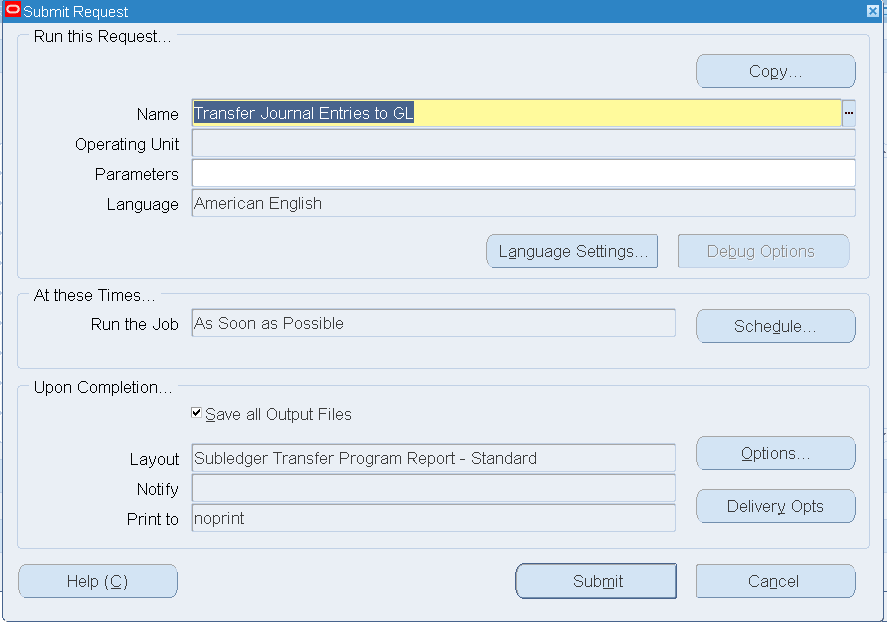 Submit Request
Run this Request...
Copy...
Name Transfer Journal Entries to GL ...
Operating Unit
Parameters
Language American English
Language Settings... Debug Options
At these Times...
Run the Job As Soon as Possible Schedule...
Upon Completion...
Save all Output Files
Layout Subledger Transfer Program Report - Standard Options...
Notify
Print to noprint Delivery Opts
Help (C) Submit Cancel